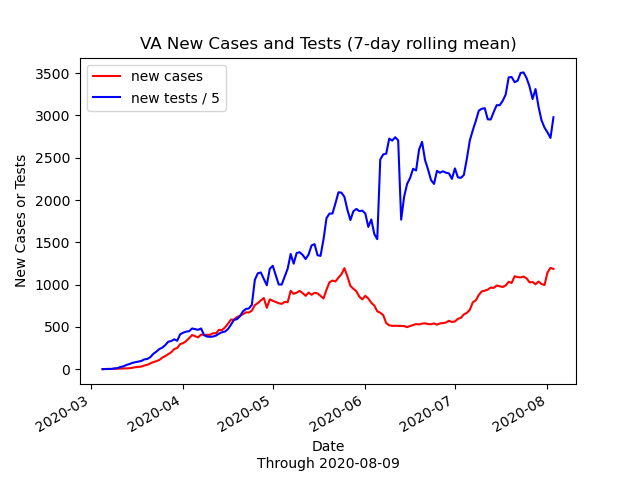 VA New Cases and Tests (7-day rolling mean)
new cases
new tests / 5
New Cases or Tests
3500
3000
2500
2000
1500
1000
500
0
2020-03
2020-04
2020-05
2020-06
2020-07
2020-08
Date
Through 2020-08-09